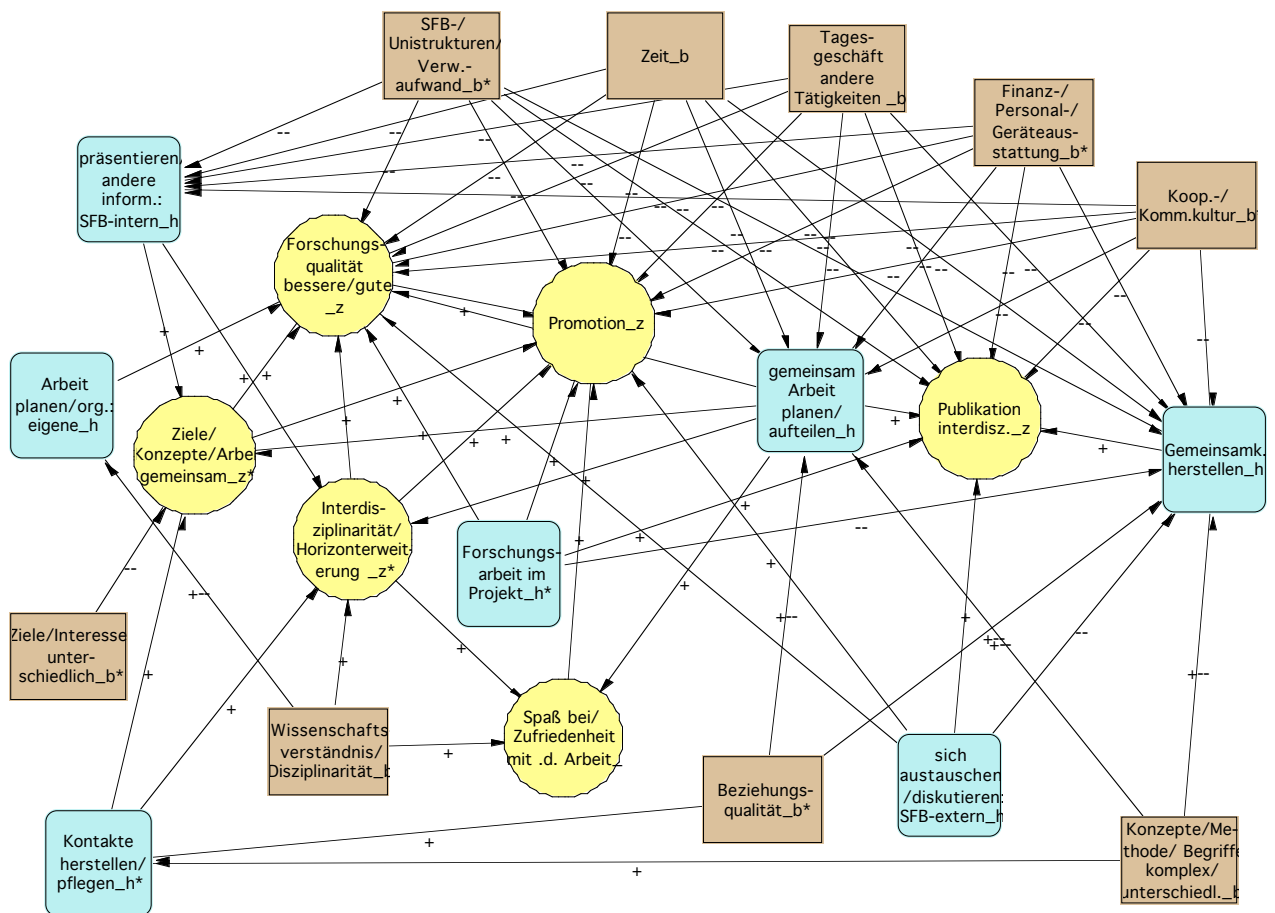 SFB-/
Unistrukturen/
Verw.-
aufwand_b*
Zeit_b
Tages-
geschäft
andere
Tätigkeiten _b
Finanz-/
Personal-/
Geräteaus-
stattung_b*
Koop.-/
Komm.kultur_b
präsentieren/
andere
inform.:
SFB-intern_h
Forschungs-
qualität
bessere/gute
_z
Promotion_z
gemeinsam
Arbeit
planen/
aufteilen_h
Publikation
interdisz._z
Gemeinsamk.
herstellen_h
Arbeit
planen/org.:
eigene_h
Ziele/
Konzepte/Arbe
gemeinsam_z*
Interdis-
ziplinarität/
Horizonterweit-
erung _z*
Forschungs-
arbeit im
Projekt_h*
Ziele/Interesse
unter-
schiedlich_b*
Wissenschafts
verständnis/
Disziplinarität_b
Spaß bei/
Zufriedenheit
mit .d. Arbeit_
Beziehungs-
qualität_b*
sich
austauschen
/diskutieren:
SFB-extern_h
Kontakte
herstellen/
pflegen_h*
Konzepte/Me-
thode/ Begriffe
komplex/
unterschiedl._b